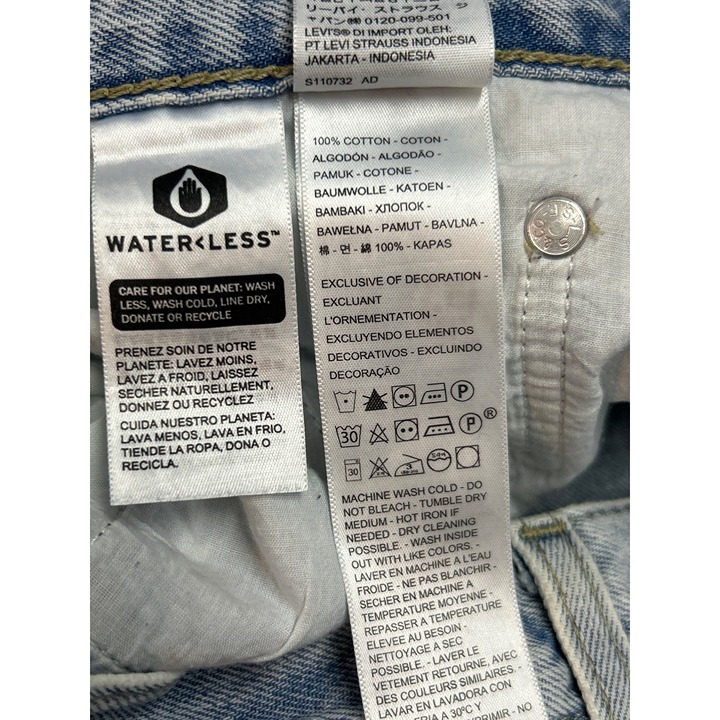 リーバイ・ストラウス ジ
ャパン㈱ 0120-099-501
LEVI'S® DI IMPORT OLEH:
PT LEVI STRAUSS INDONESIA
JAKARTA - INDONESIA
S110732 AD
WATER<LESS™
CARE FOR OUR PLANET: WASH
LESS, WASH COLD, LINE DRY,
DONATE OR RECYCLE
PRENEZ SOIN DE NOTRE
PLANETE: LAVEZ MOINS,
LAVEZ A FROID, LAISSEZ
SECHER NATURELLEMENT,
DONNEZ OU RECYCLEZ
CUIDA NUESTRO PLANETA:
LAVA MENOS, LAVA EN FRIO,
TIENDE LA ROPA, DONA O
RECICLA.
100% COTTON - COTON -
ALGODÓN - ALGODÃO -
PAMUK - COTONE -
BAUMWOLLE - KATOEN -
BAMBAKI - ХЛОПОК -
BAWEŁNA - PAMUT - BAVLNA -
棉 - 면 - 綿 100% - KAPAS
EXCLUSIVE OF DECORATION -
EXCLUANT
L'ORNEMENTATION -
EXCLUYENDO ELEMENTOS
DECORATIVOS - EXCLUINDO
DECORAÇÃO
P
30 P ®
30
MACHINE WASH COLD - DO
NOT BLEACH - TUMBLE DRY
MEDIUM - HOT IRON IF
NEEDED - DRY CLEANING
POSSIBLE. - WASH INSIDE
OUT WITH LIKE COLORS. -
LAVER EN MACHINE A L'EAU
FROIDE - NE PAS BLANCHIR -
SECHER EN MACHINE A
TEMPERATURE MOYENNE -
REPASSER A TEMPERATURE
ELEVEE AU BESOIN -
NETTOYAGE A SEC
POSSIBLE. - LAVER LE
VETEMENT RETOURNE, AVEC
DES COULEURS SIMILAIRES. -
LAVAR EN LAVADORA CON
AGUA FRIA A 30°C Y